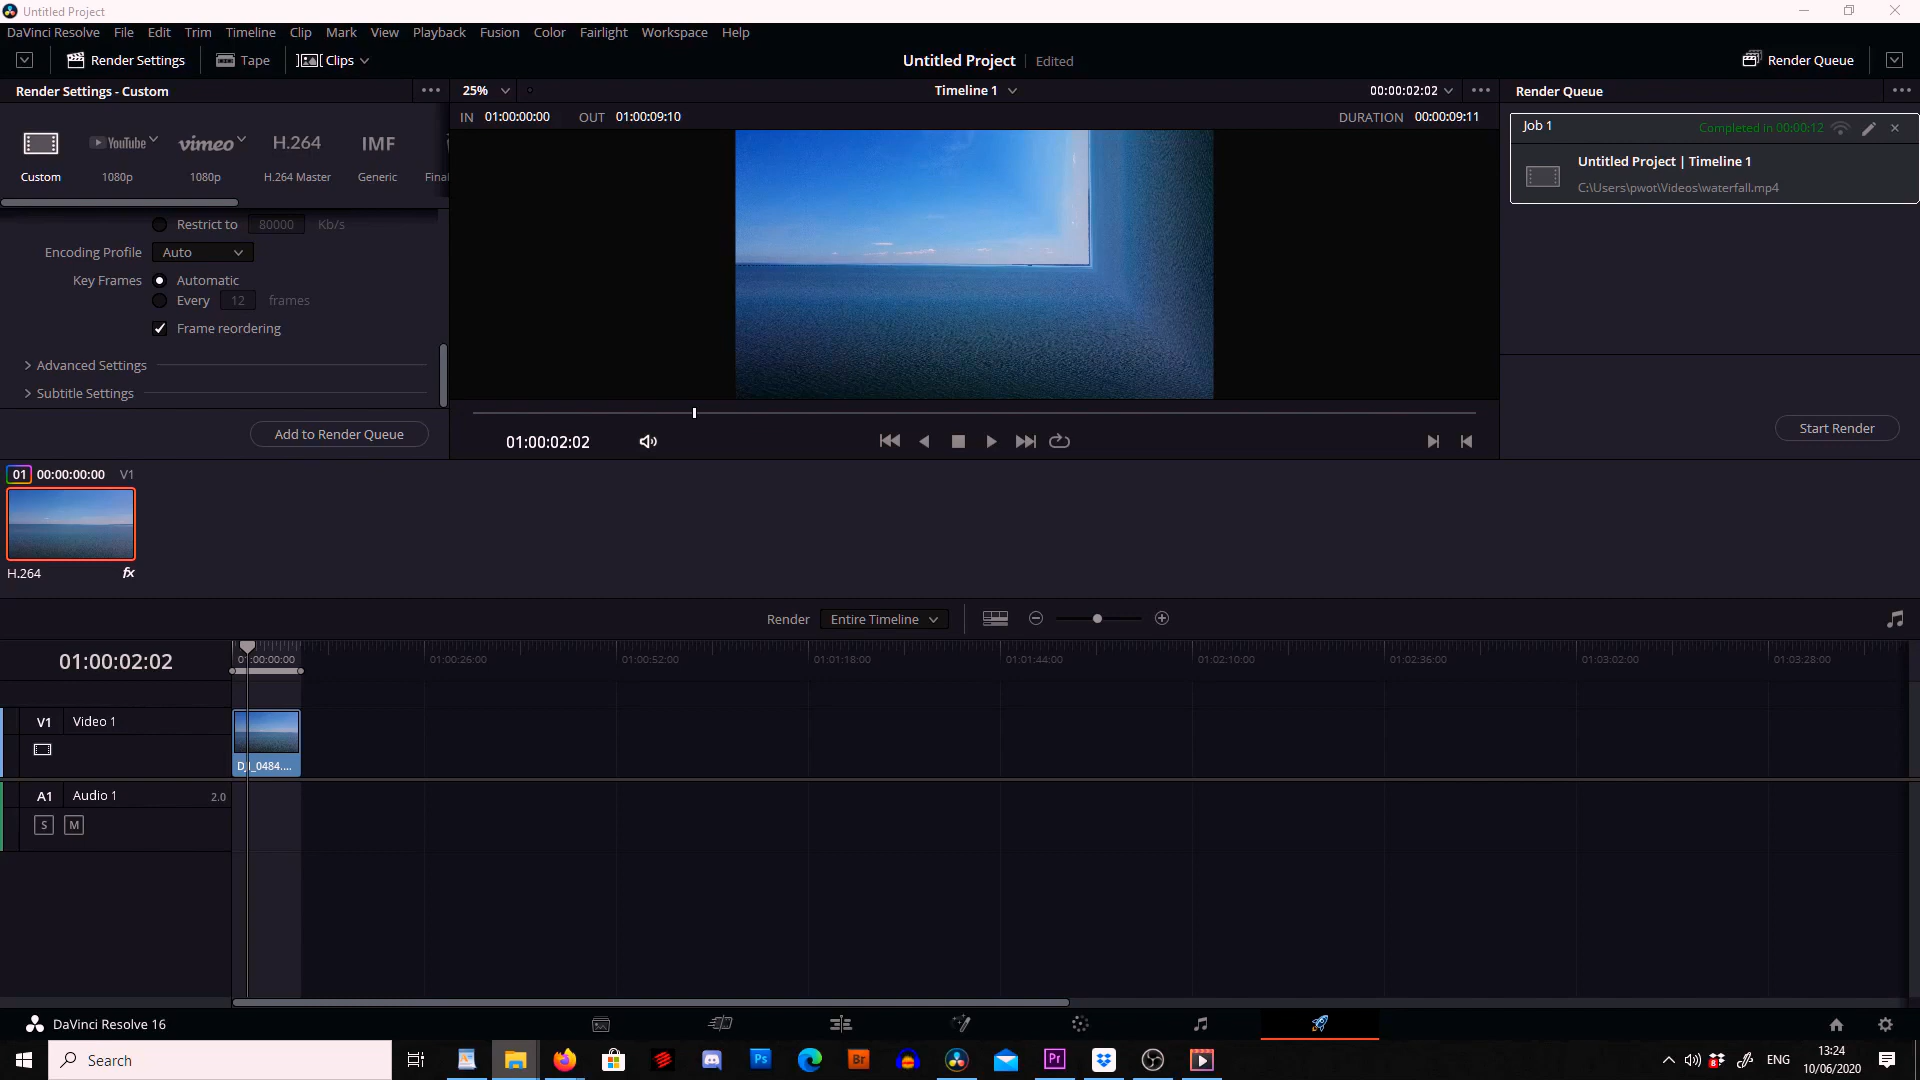 Untitled Project
DaVinci Resolve File Edit Trim Timeline Clip Mark View Playback Fusion Color Fairlight Workspace Help
Render Settings Tape Clips Untitled Project Edited Render Queue
Render Settings - Custom 25% Timeline 1 00:00:02:02 Render Queue
IN 01:00:00:00 OUT 01:00:09:10 DURATION 00:00:09:11
Job 1 Completed in 00:00:12
YouTube vimeo H.264 IMF
Custom 1080p 1080p H.264 Master Generic Final
Untitled Project | Timeline 1
C:\Users\pwot\Videos\waterfall.mp4
Restrict to 80000 Kb/s
Encoding Profile Auto
Key Frames Automatic
Every 12 frames
Frame reordering
Advanced Settings
Subtitle Settings
Add to Render Queue
01:00:02:02
Start Render
01 00:00:00:00 V1
H.264 fx
Render Entire Timeline
01:00:02:02
01:00:00:00 01:00:26:00 01:00:52:00 01:01:18:00 01:01:44:00 01:02:10:00 01:02:36:00 01:03:02:00 01:03:28:00
V1 Video 1
DJI_0484....
A1 Audio 1 2.0
S M
DaVinci Resolve 16
Search
Ps Br Pr
ENG
13:24
10/06/2020